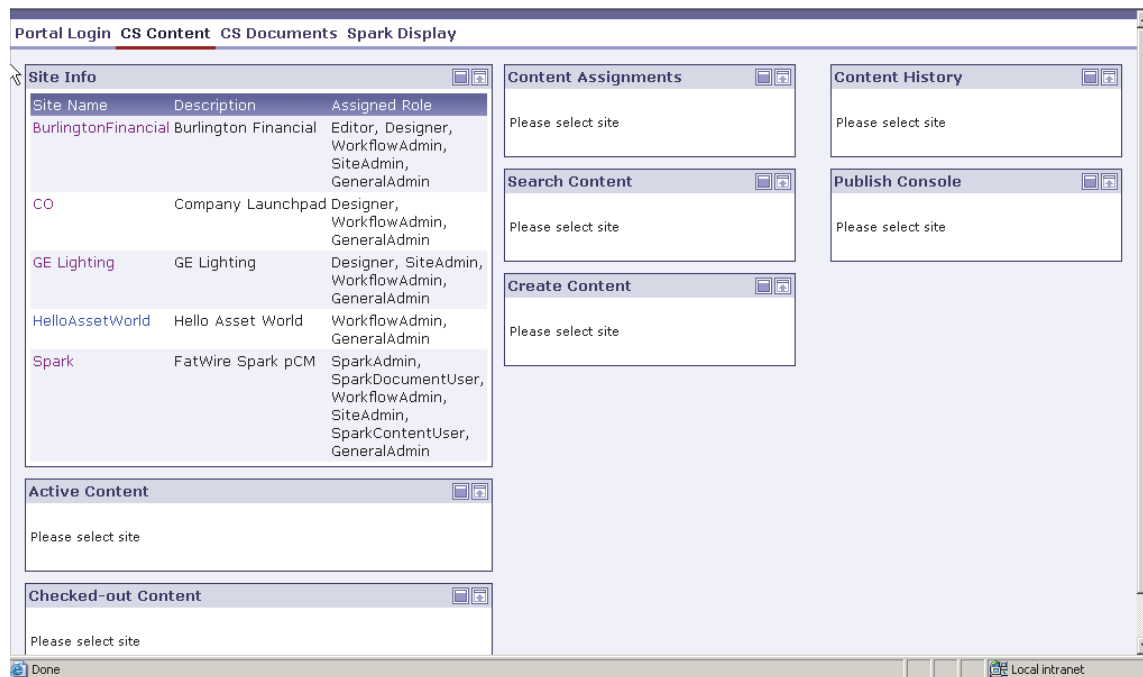 Portal Login CS Content CS Documents Spark Display
Site Info
Site Name Description Assigned Role
BurlingtonFinancial Burlington Financial Editor, Designer,
WorkflowAdmin,
SiteAdmin,
GeneralAdmin
CO Company Launchpad Designer,
WorkflowAdmin,
GeneralAdmin
GE Lighting GE Lighting Designer, SiteAdmin,
WorkflowAdmin,
GeneralAdmin
HelloAssetWorld Hello Asset World WorkflowAdmin,
GeneralAdmin
Spark FatWire Spark pCM SparkAdmin,
SparkDocumentUser,
WorkflowAdmin,
SiteAdmin,
SparkContentUser,
GeneralAdmin
Active Content
Please select site
Checked-out Content
Please select site
Content Assignments
Please select site
Search Content
Please select site
Create Content
Please select site
Content History
Please select site
Publish Console
Please select site
Done
Local intranet